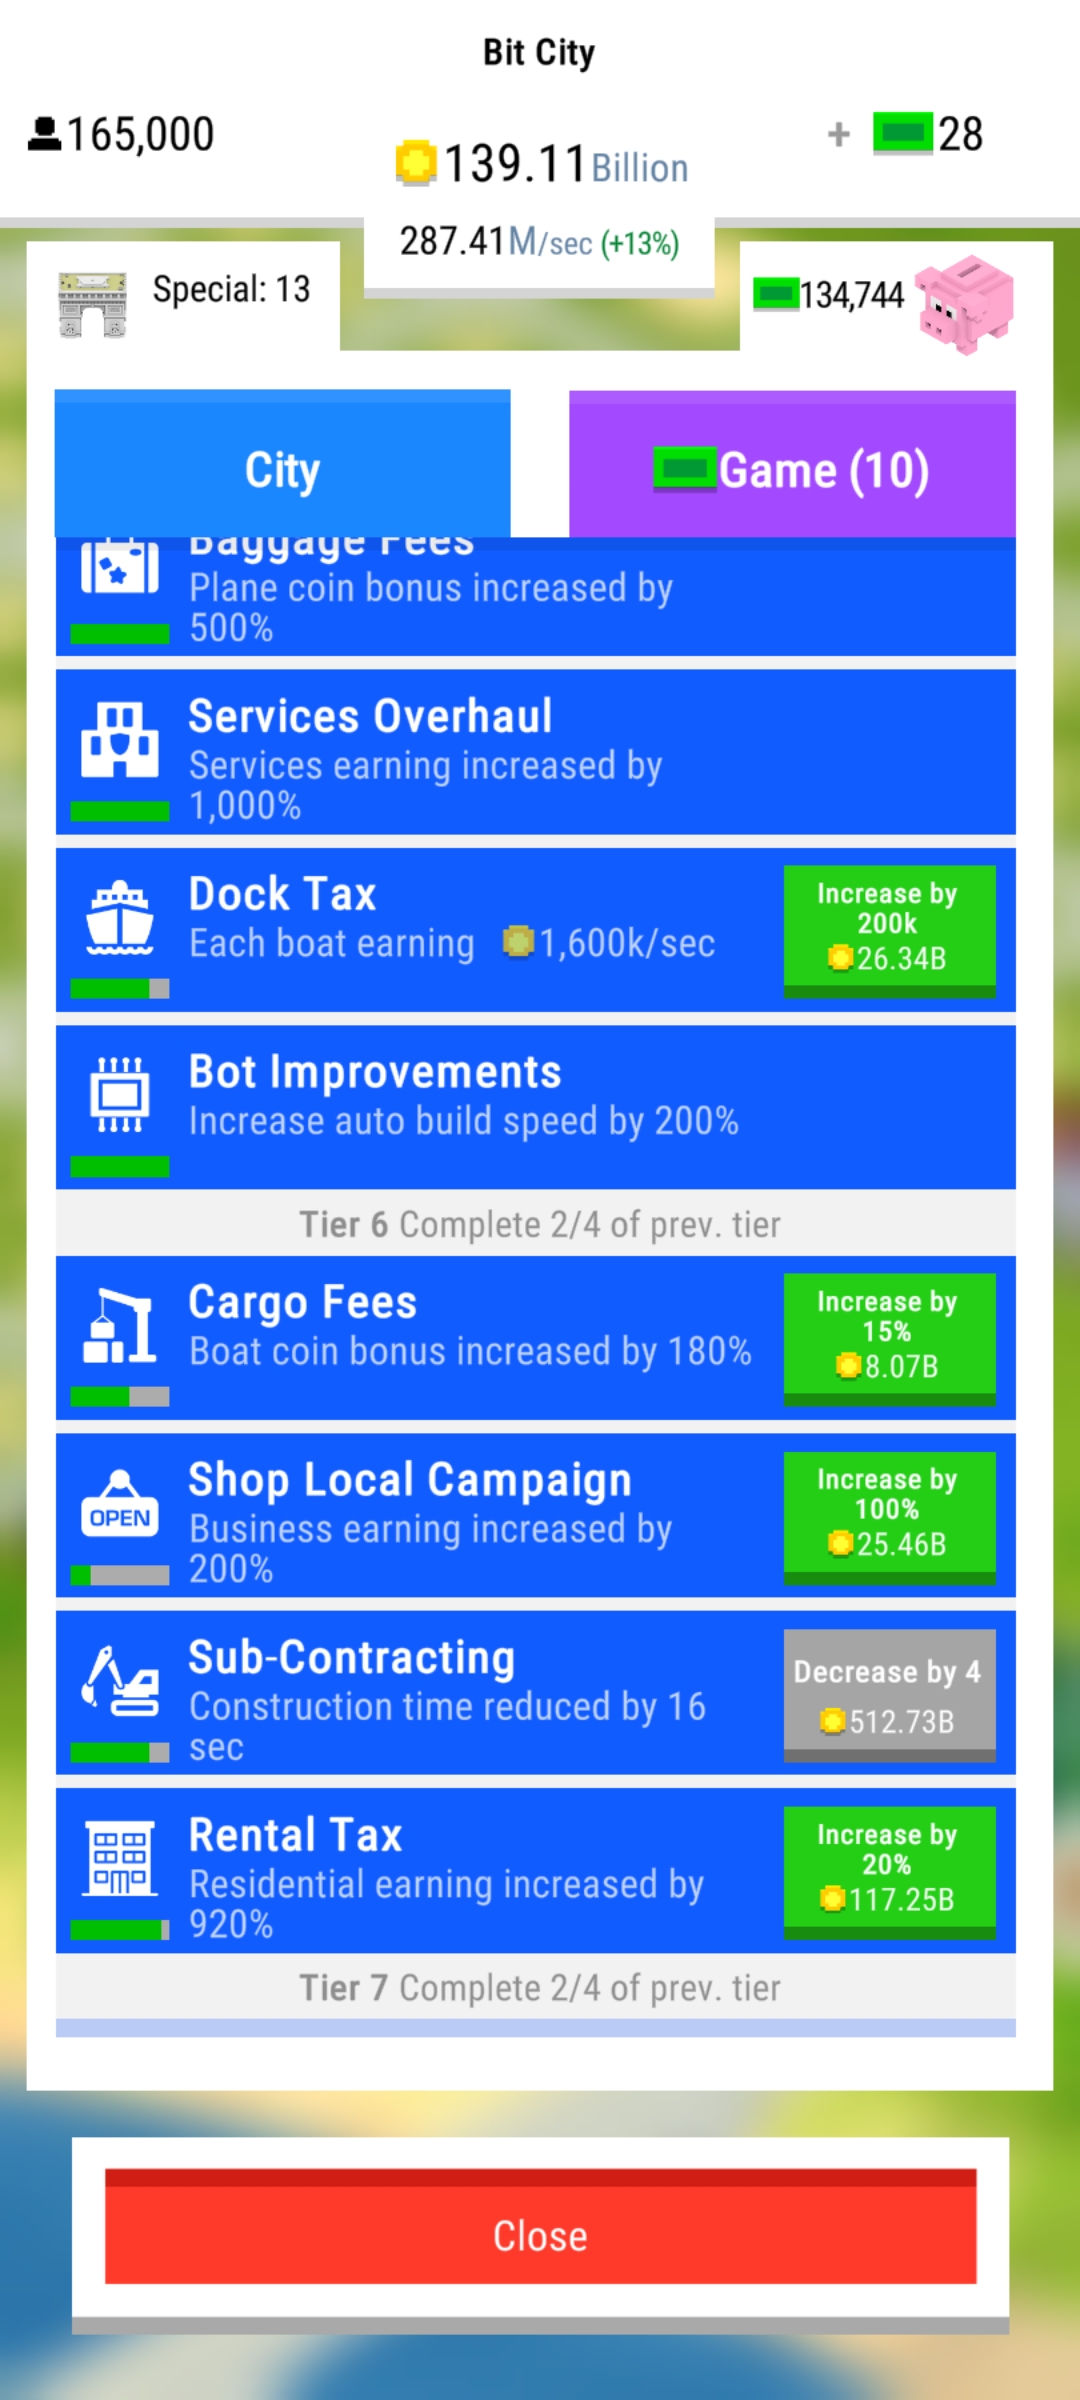 Bit City
165,000
139.11 Billion
+ 28
287.41M/sec (+13%)
Special: 13
134,744
City
Game (10)
Baggage Fees
Plane coin bonus increased by
500%
Services Overhaul
Services earning increased by
1,000%
Dock Tax
Each boat earning 1,600k/sec
Increase by
200k
26.34B
Bot Improvements
Increase auto build speed by 200%
Tier 6 Complete 2/4 of prev. tier
Cargo Fees
Boat coin bonus increased by 180%
Increase by
15%
8.07B
OPEN
Shop Local Campaign
Business earning increased by
200%
Increase by
100%
25.46B
Sub-Contracting
Construction time reduced by 16
sec
Decrease by 4
512.73B
Rental Tax
Residential earning increased by
920%
Increase by
20%
117.25B
Tier 7 Complete 2/4 of prev. tier
Close